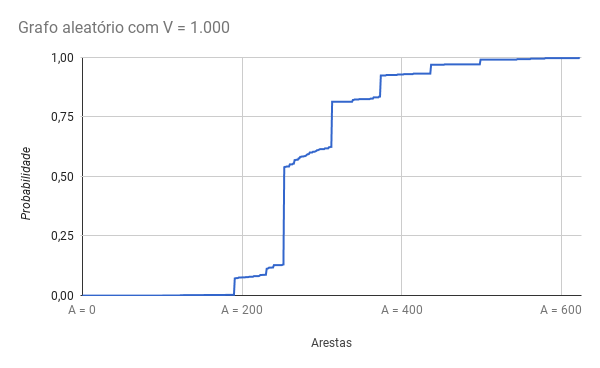 Grafo aleatório com V = 1.000
1,00
0,75
0,50
0,25
0,00
Probabilidade
A = 0
A = 200
A = 400
A = 600
Arestas